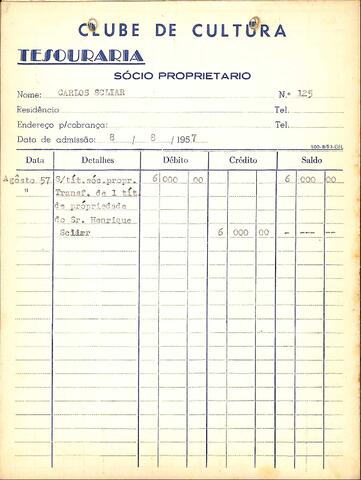 CLUBE DE CULTURA
TESOURARIA
SÓCIO PROPRIETARIO
Nome: CARLOS SCLIAR N.º 125
Residência Tel.
Endereço p/cobrança: Tel.
Data de admissão: 8 / 8 / 1957
Data Detalhes Débito Crédito Saldo
Agôsto 57 S/tít.sóc.propr. 6 000 00 6 000 00
" Transf. de 1 tít.
de própriedade
do Sr. Henrique
Scliar 6 000 00 - ---- --